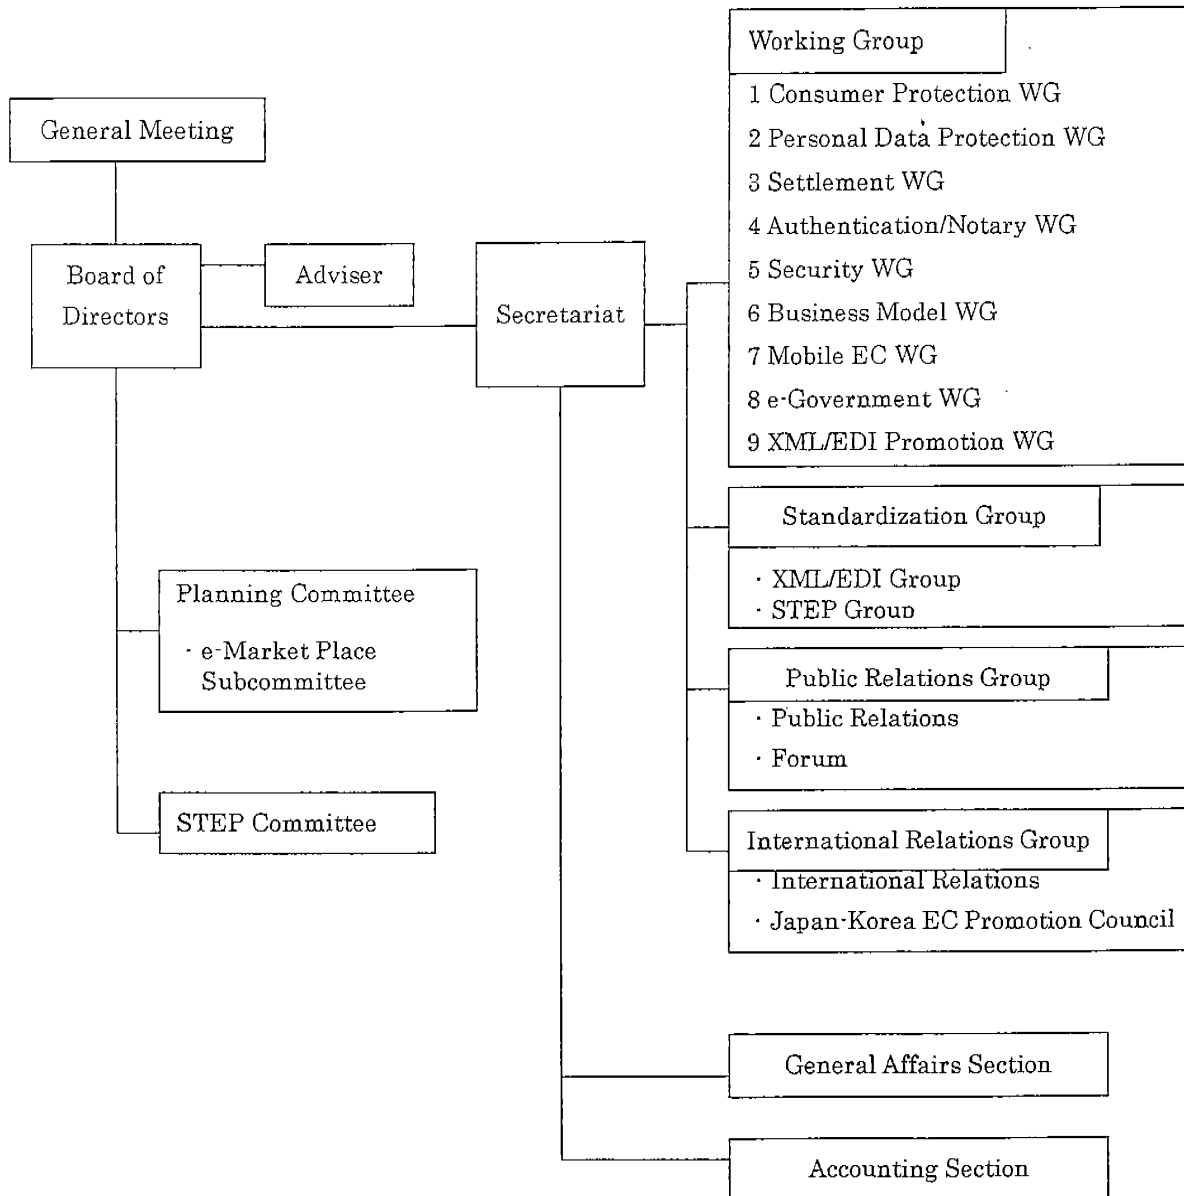 General Meeting
Board of
Directors
Adviser
Secretariat
Planning Committee
· e-Market Place
Subcommittee
STEP Committee
Working Group
1 Consumer Protection WG
2 Personal Data Protection WG
3 Settlement WG
4 Authentication/Notary WG
5 Security WG
6 Business Model WG
7 Mobile EC WG
8 e-Government WG
9 XML/EDI Promotion WG
Standardization Group
· XML/EDI Group
· STEP Group
Public Relations Group
· Public Relations
· Forum
International Relations Group
· International Relations
· Japan-Korea EC Promotion Council
General Affairs Section
Accounting Section